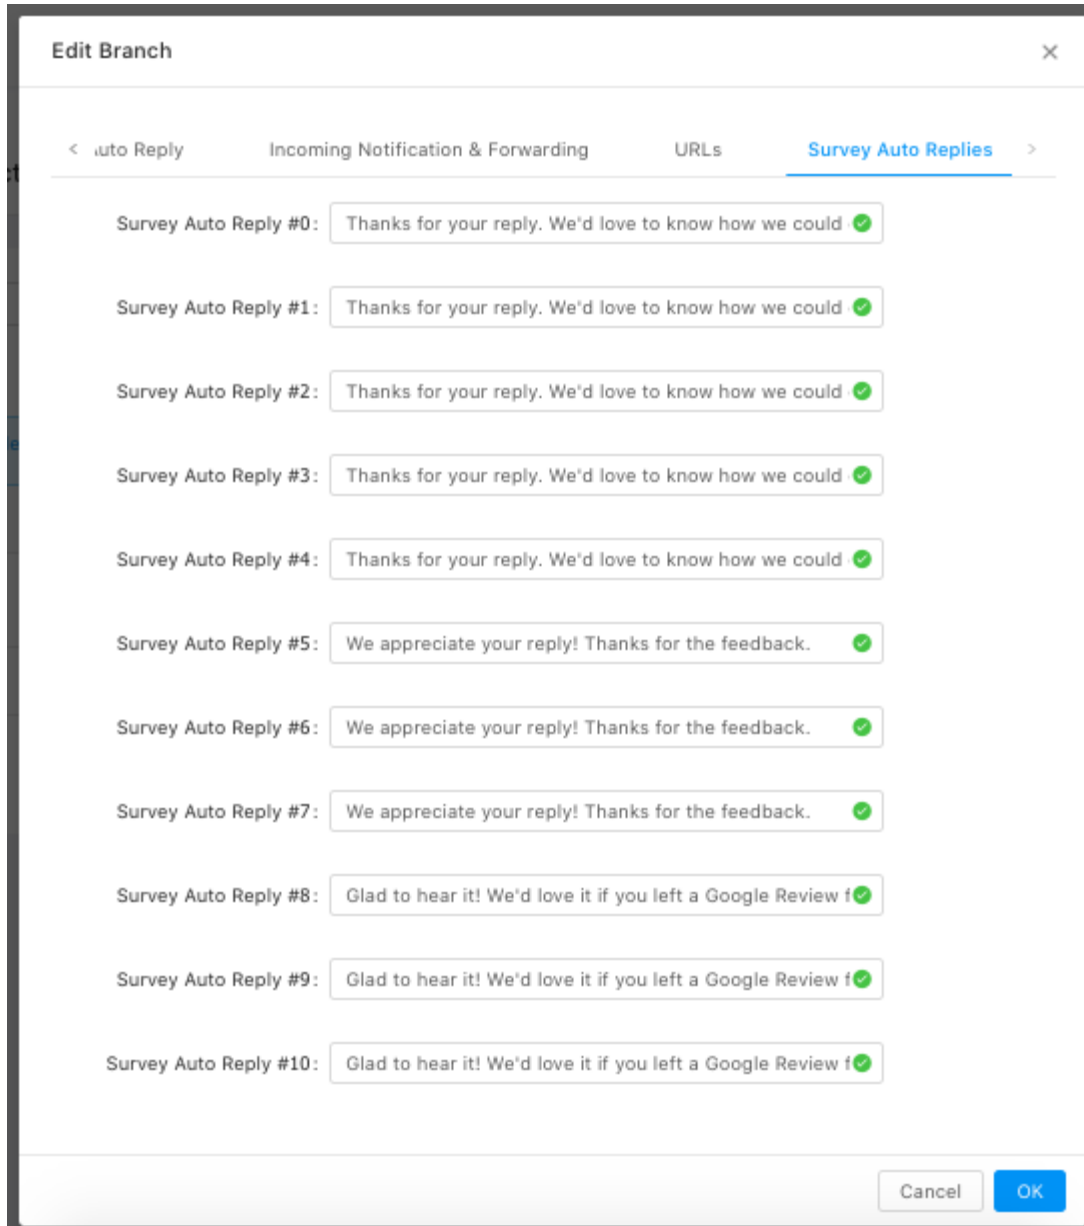 Edit Branch
uto Reply Incoming Notification & Forwarding URLs Survey Auto Replies
Survey Auto Reply #0: Thanks for your reply. We'd love to know how we could
Survey Auto Reply #1: Thanks for your reply. We'd love to know how we could
Survey Auto Reply #2: Thanks for your reply. We'd love to know how we could
Survey Auto Reply #3: Thanks for your reply. We'd love to know how we could
Survey Auto Reply #4: Thanks for your reply. We'd love to know how we could
Survey Auto Reply #5: We appreciate your reply! Thanks for the feedback.
Survey Auto Reply #6: We appreciate your reply! Thanks for the feedback.
Survey Auto Reply #7: We appreciate your reply! Thanks for the feedback.
Survey Auto Reply #8: Glad to hear it! We'd love it if you left a Google Review f
Survey Auto Reply #9: Glad to hear it! We'd love it if you left a Google Review f
Survey Auto Reply #10: Glad to hear it! We'd love it if you left a Google Review f
Cancel OK